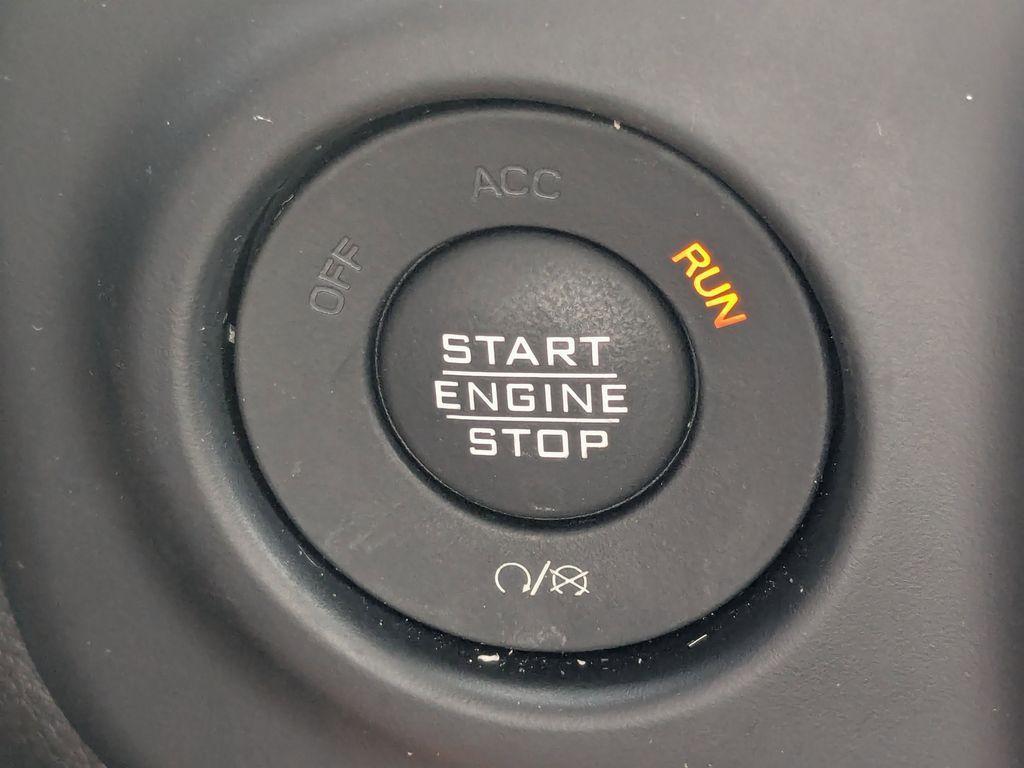 ACC
OFF
RUN
START
ENGINE
STOP